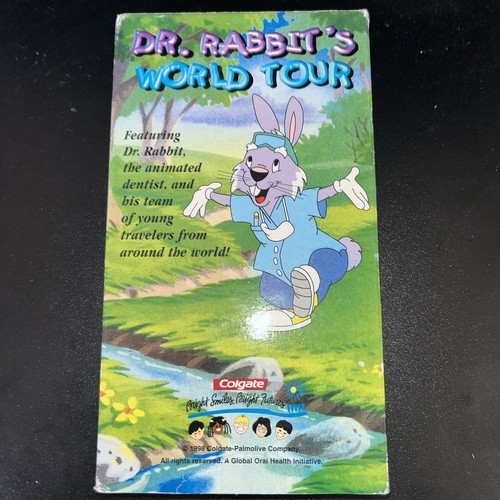 DR. RABBIT'S
WORLD TOUR
Featuring
Dr. Rabbit,
the animated
dentist, and
his team
of young
travelers from
around the world!
Colgate
Bright Smiles, Bright Futures
© 1998 Colgate-Palmolive Company.
All rights reserved. A Global Oral Health Initiative.